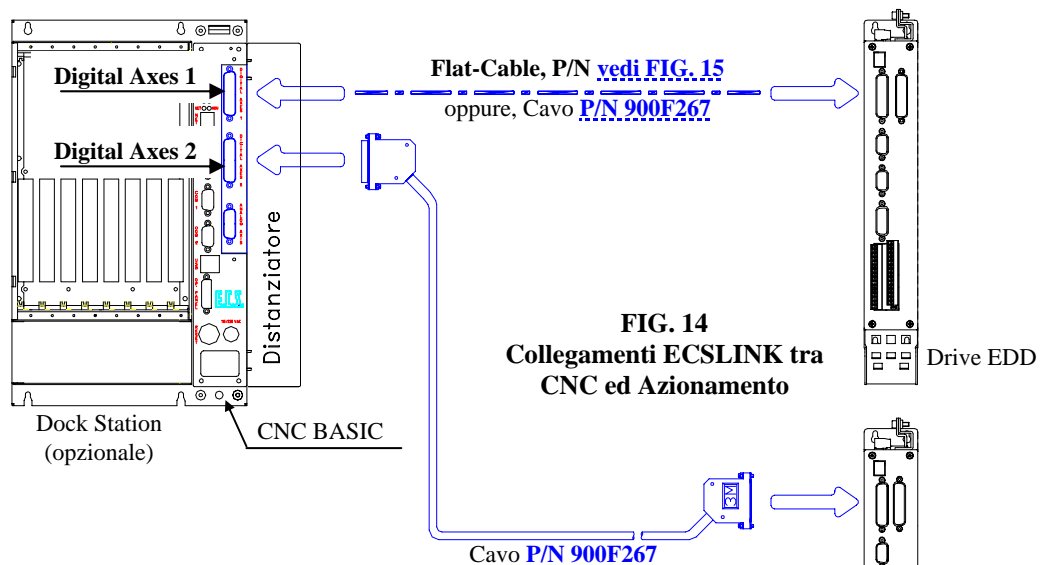 Digital Axes 1
Digital Axes 2
Flat-Cable, P/N vedi FIG. 15
oppure, Cavo P/N 900F267
Distanziatore
FIG. 14
Collegamenti ECSLINK tra
CNC ed Azionamento
Drive EDD
Dock Station
(opzionale)
CNC BASIC
3M
Cavo P/N 900F267